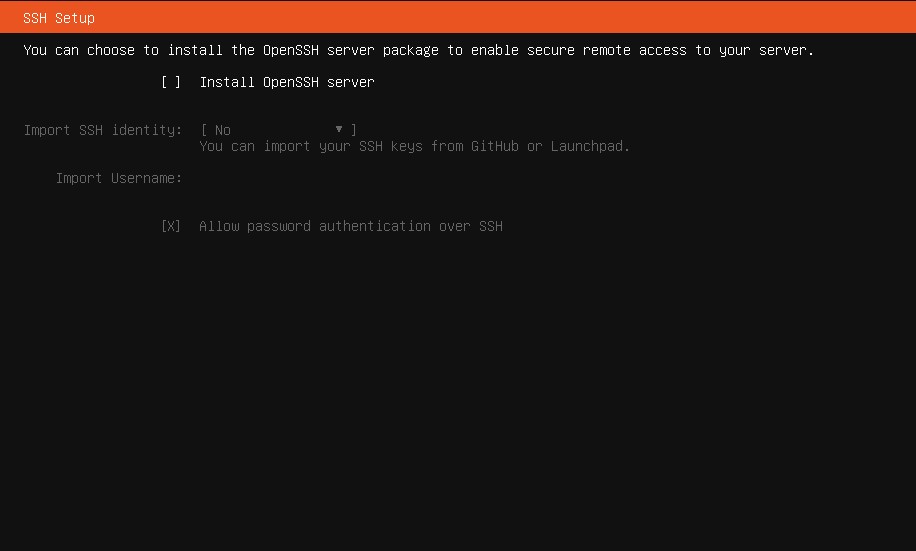 SSH Setup
You can choose to install the OpenSSH server package to enable secure remote access to your server.
[ ] Install OpenSSH server
Import SSH identity: [ No ▼ ]
You can import your SSH keys from GitHub or Launchpad.
Import Username:
[X] Allow password authentication over SSH